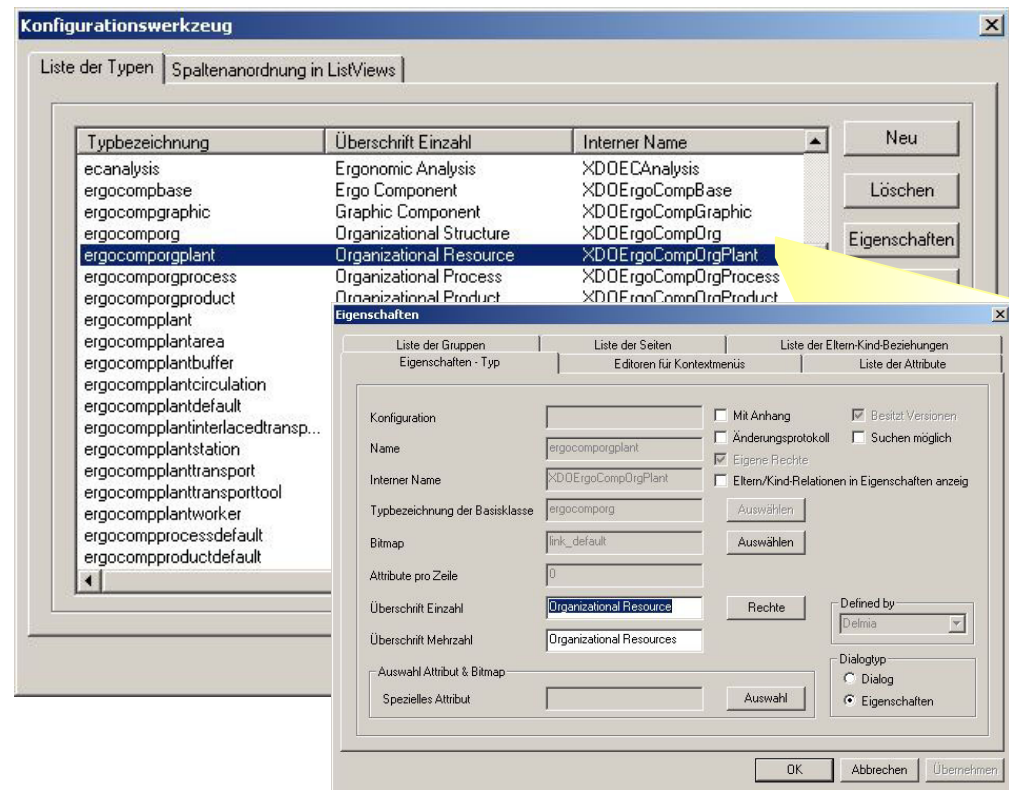 Konfigurationswerkzeug
Liste der Typen Spaltenanordnung in ListViews
Typbezeichnung Überschrift Einzahl Interner Name
ecanalysis Ergonomic Analysis XDOECAnalysis
ergocompbase Ergo Component XDOErgoCompBase
ergocompgraphic Graphic Component XDOErgoCompGraphic
ergocomporg Organizational Structure XDOErgoCompOrg
ergocomporgplant Organizational Resource XDOErgoCompOrgPlant
ergocomporgprocess Organizational Process XDOErgoCompOrgProcess
ergocomporgproduct Organizational Product XDOErgoCompOrgProduct
ergocompplant
ergocompplantarea
ergocompplantbuffer
ergocompplantcirculation
ergocompplantdefault
ergocompplantinterlacedtransp...
ergocompplantstation
ergocompplanttransport
ergocompplanttransporttool
ergocompplantworker
ergocompprocessdefault
ergocompproductdefault
Neu
Löschen
Eigenschaften
Eigenschaften
Liste der Gruppen Liste der Seiten Liste der Eltern-Kind-Beziehungen
Eigenschaften - Typ Editoren für Kontextmenüs Liste der Attribute
Konfiguration
Name ergocomporgplant
Interner Name XDOErgoCompOrgPlant
Typbezeichnung der Basisklasse ergocomporg Auswählen
Bitmap link_default Auswählen
Attribute pro Zeile 0
Überschrift Einzahl Organizational Resource Rechte
Überschrift Mehrzahl Organizational Resources
Auswahl Attribut & Bitmap
Spezielles Attribut Auswahl
Mit Anhang Besitzt Versionen
Änderungsprotokoll Suchen möglich
Eigene Rechte
Eltern/Kind-Relationen in Eigenschaften anzeig
Defined by
Delmia
Dialogtyp
Dialog
Eigenschaften
OK Abbrechen Übernehmen